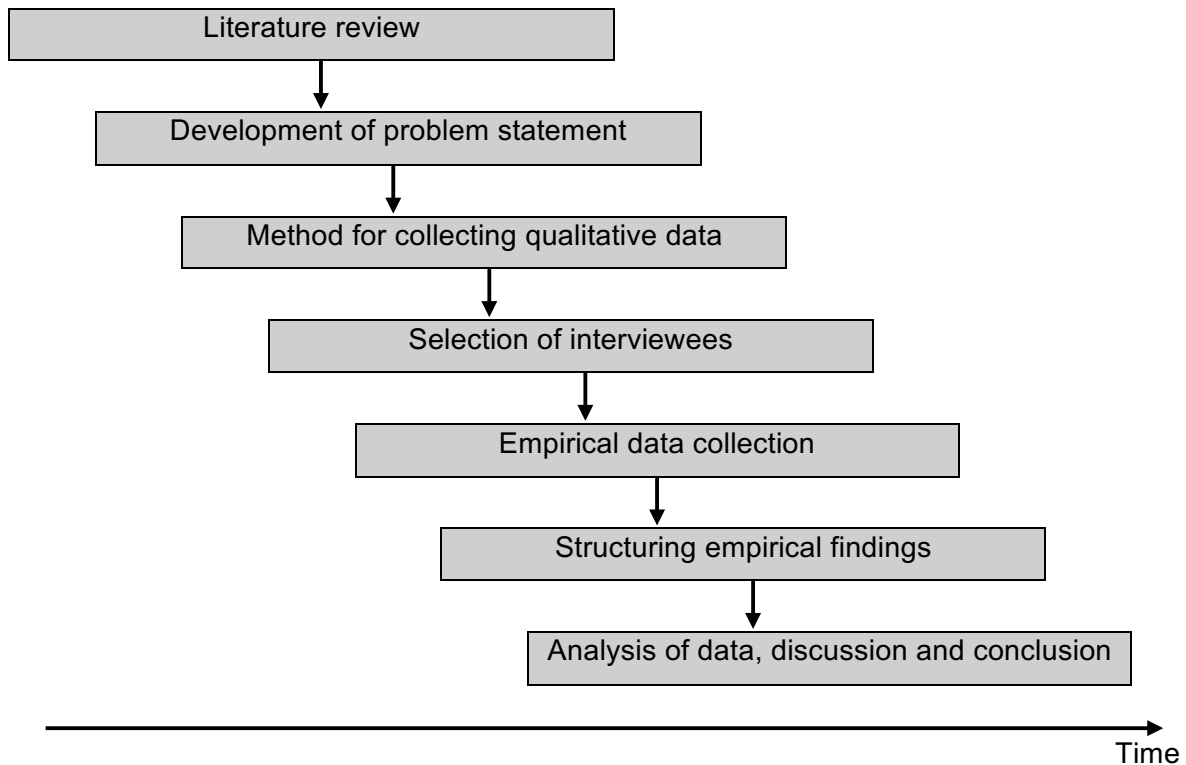 Literature review
Development of problem statement
Method for collecting qualitative data
Selection of interviewees
Empirical data collection
Structuring empirical findings
Analysis of data, discussion and conclusion
Time